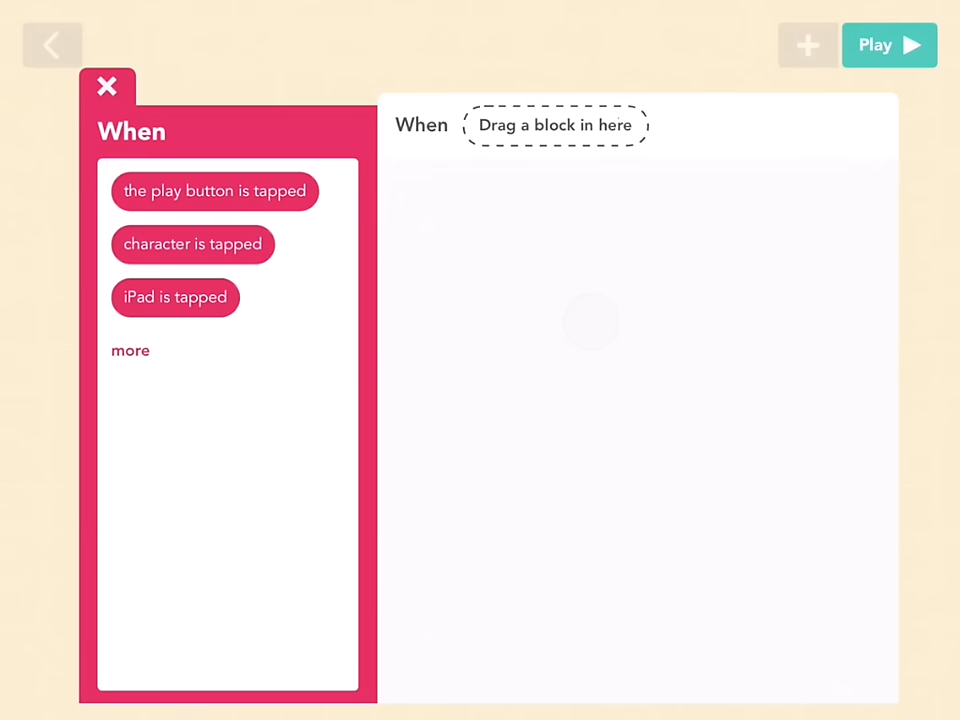 Play
When
When
Drag a block in here
the play button is tapped
character is tapped
iPad is tapped
more